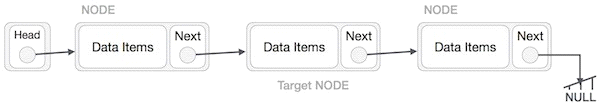 NODE
NODE
Head
Data Items
Next
Data Items
Next
Data Items
Next
Target NODE
NULL